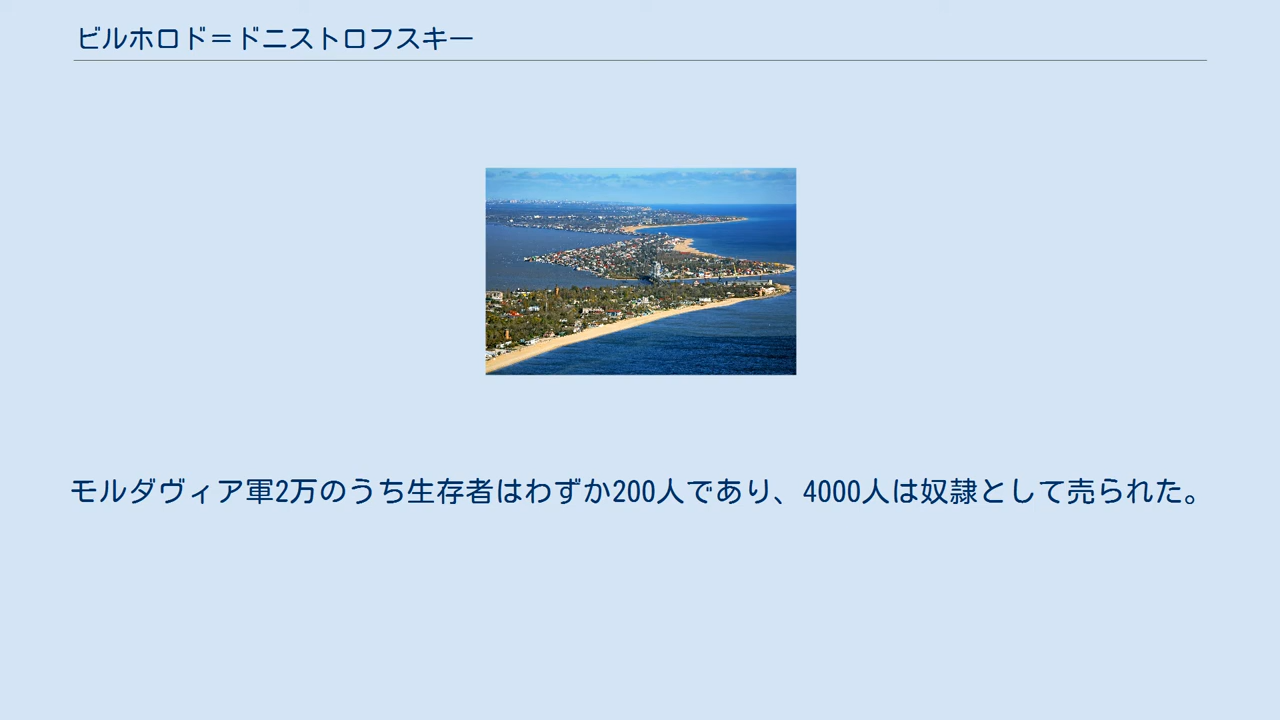 ビルホロド＝ドニストロフスキー
モルダヴィア軍2万のうち生存者はわずか200人であり、4000人は奴隷として売られた。